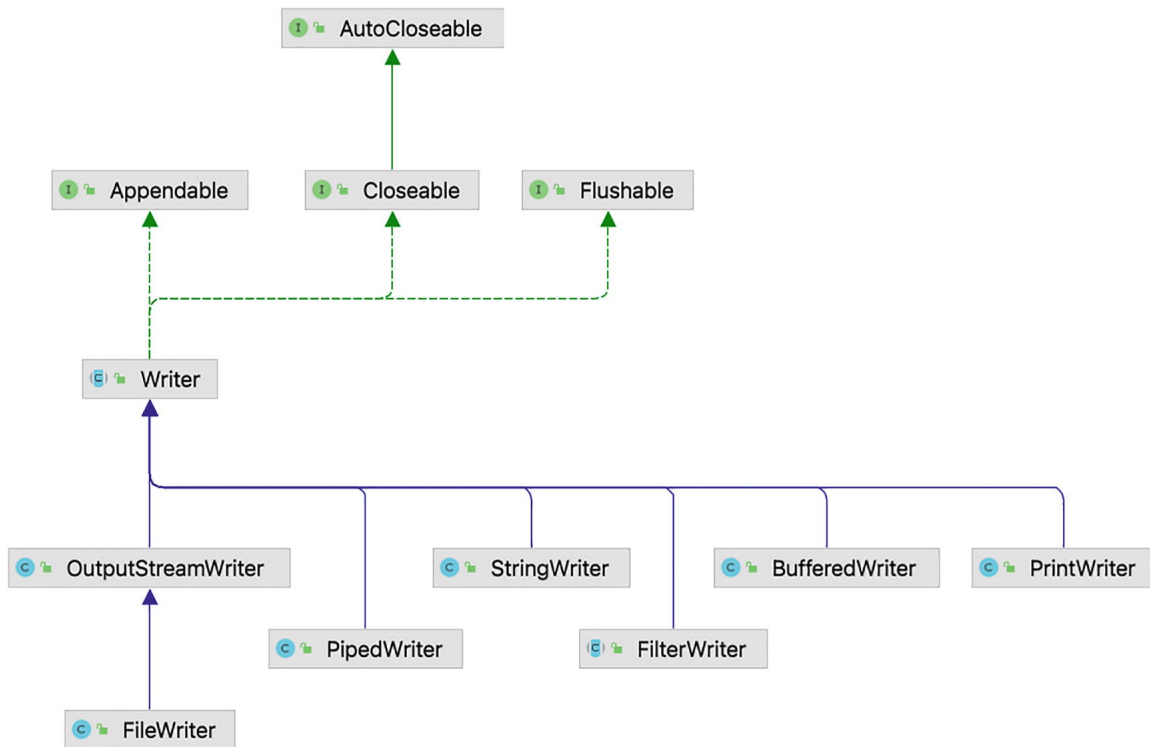 I AutoCloseable
I Appendable
I Closeable
I Flushable
C Writer
C OutputStreamWriter
C StringWriter
C BufferedWriter
C PrintWriter
C PipedWriter
C FilterWriter
C FileWriter